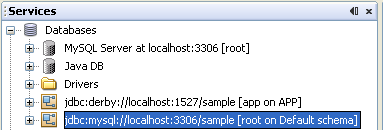 Services
Databases
MySQL Server at localhost:3306 [root]
Java DB
Drivers
jdbc:derby://localhost:1527/sample [app on APP]
jdbc:mysql://localhost:3306/sample [root on Default schema]